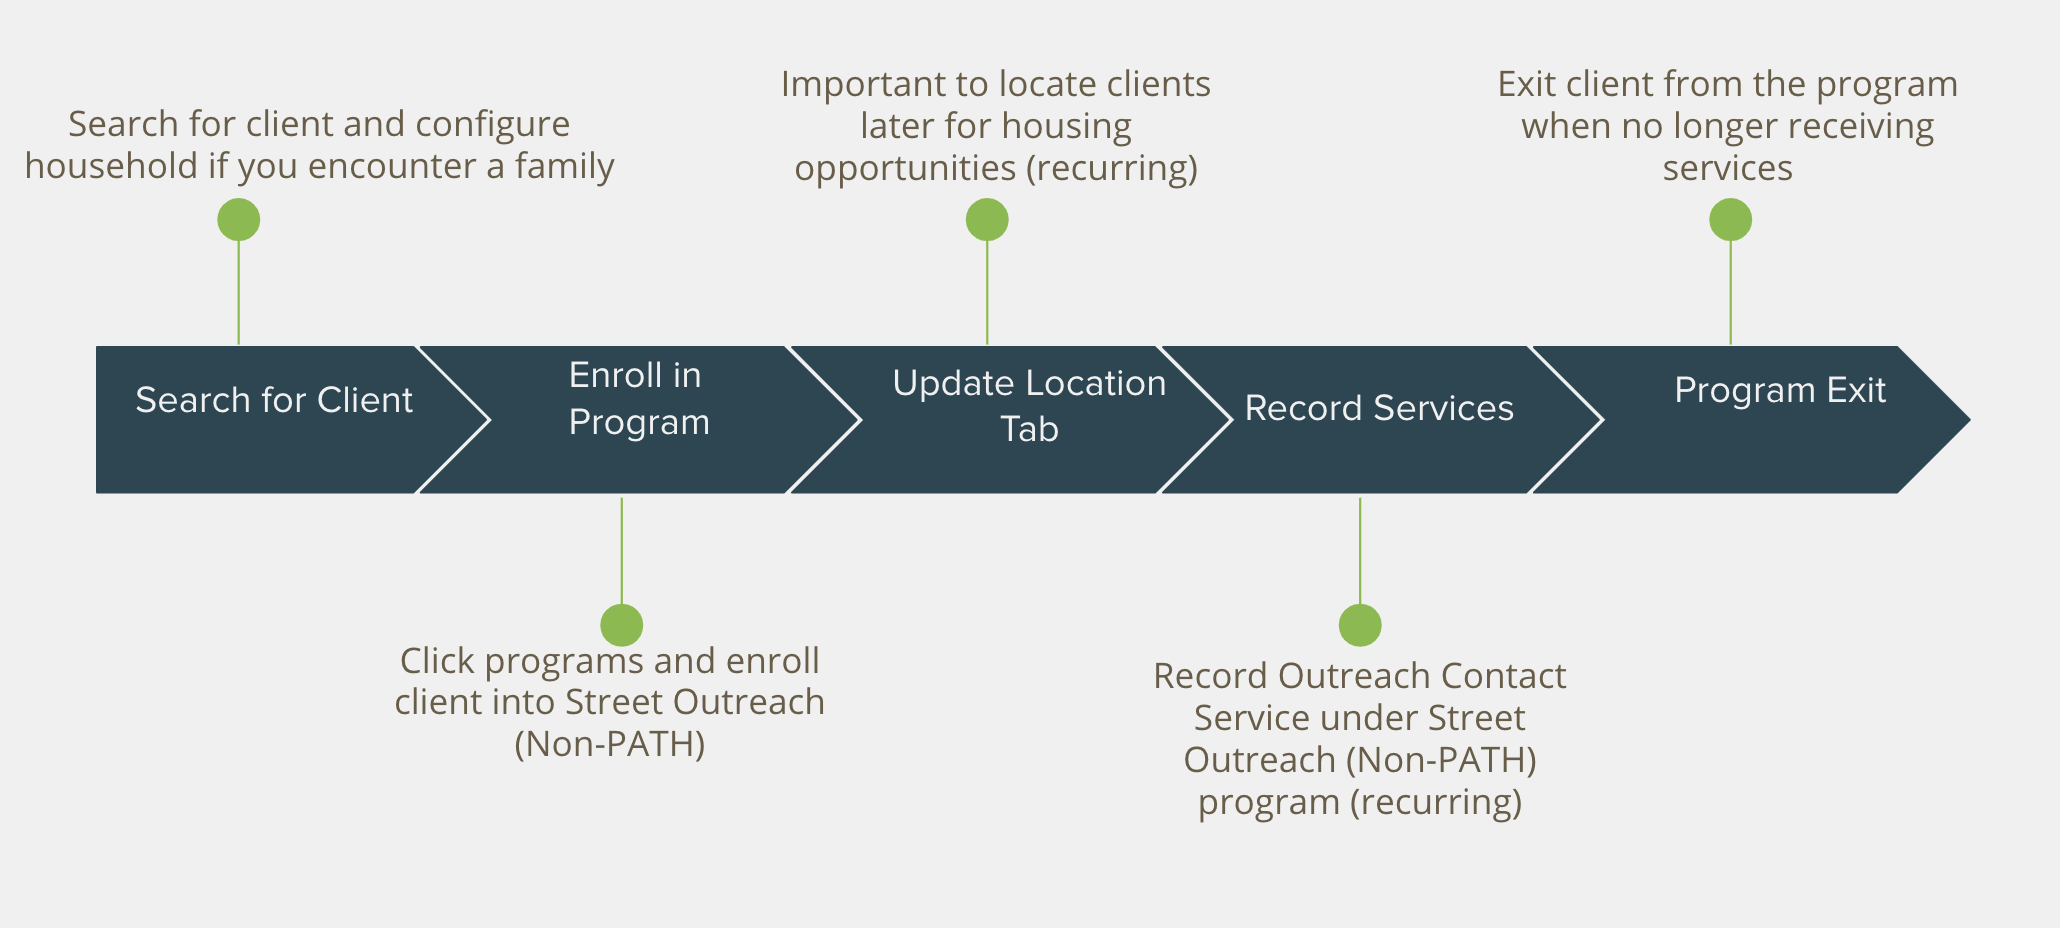 Search for client and configure
household if you encounter a family
Important to locate clients
later for housing
opportunities (recurring)
Exit client from the program
when no longer receiving
services
Search for Client
Enroll in
Program
Update Location
Tab
Record Services
Program Exit
Click programs and enroll
client into Street Outreach
(Non-PATH)
Record Outreach Contact
Service under Street
Outreach (Non-PATH)
program (recurring)